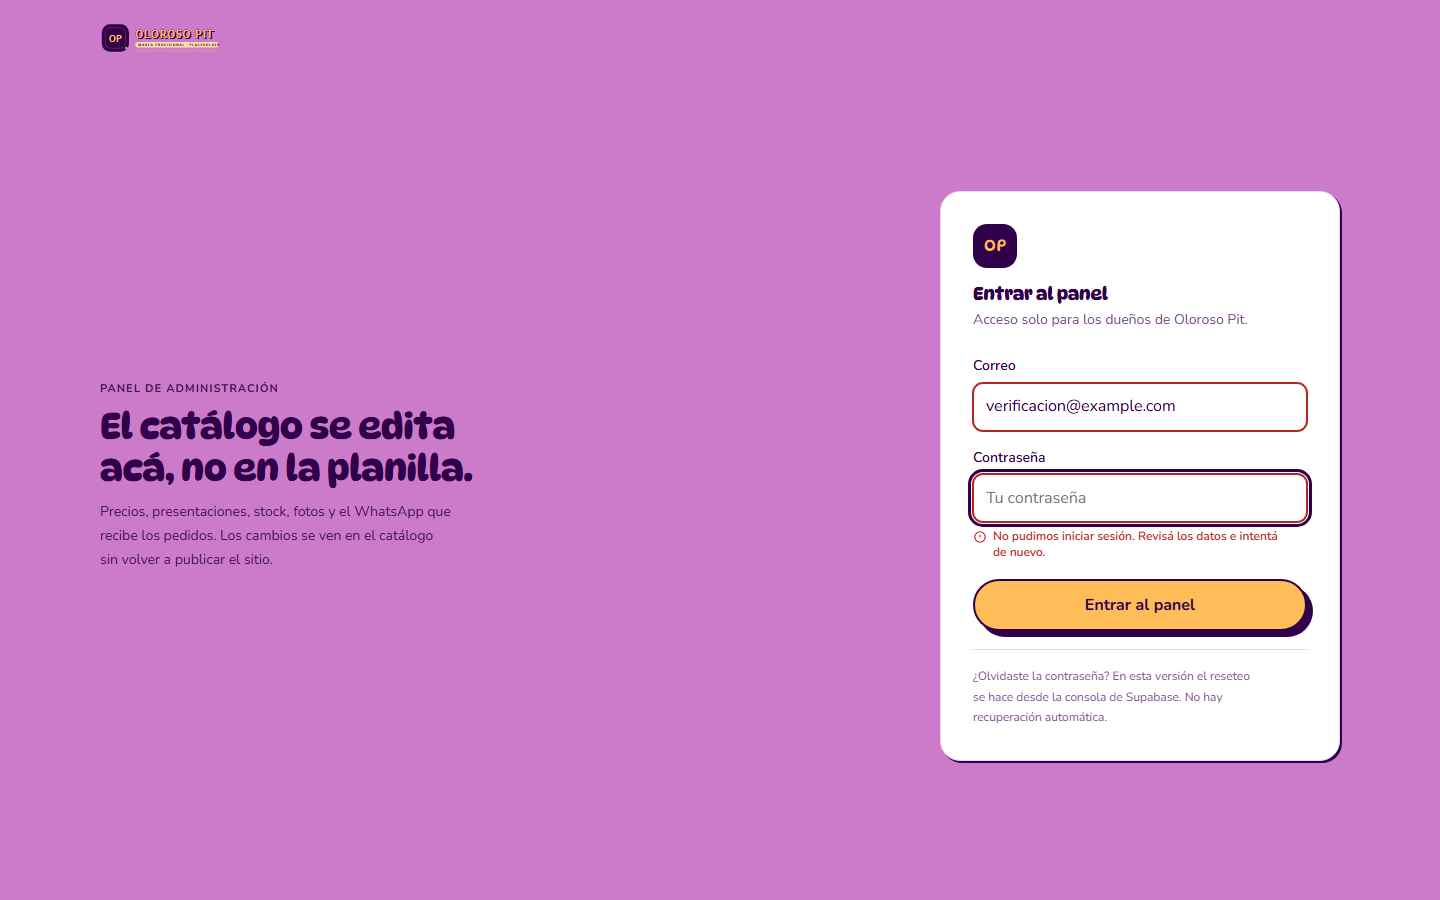 OP
OLOROSO PIT
MARCA PROVISIONAL · PLACEHOLDER
PANEL DE ADMINISTRACIÓN
El catálogo se edita
acá, no en la planilla.
Precios, presentaciones, stock, fotos y el WhatsApp que
recibe los pedidos. Los cambios se ven en el catálogo
sin volver a publicar el sitio.
OP
Entrar al panel
Acceso solo para los dueños de Oloroso Pit.
Correo
verificacion@example.com
Contraseña
Tu contraseña
No pudimos iniciar sesión. Revisá los datos e intentá
de nuevo.
Entrar al panel
¿Olvidaste la contraseña? En esta versión el reseteo
se hace desde la consola de Supabase. No hay
recuperación automática.